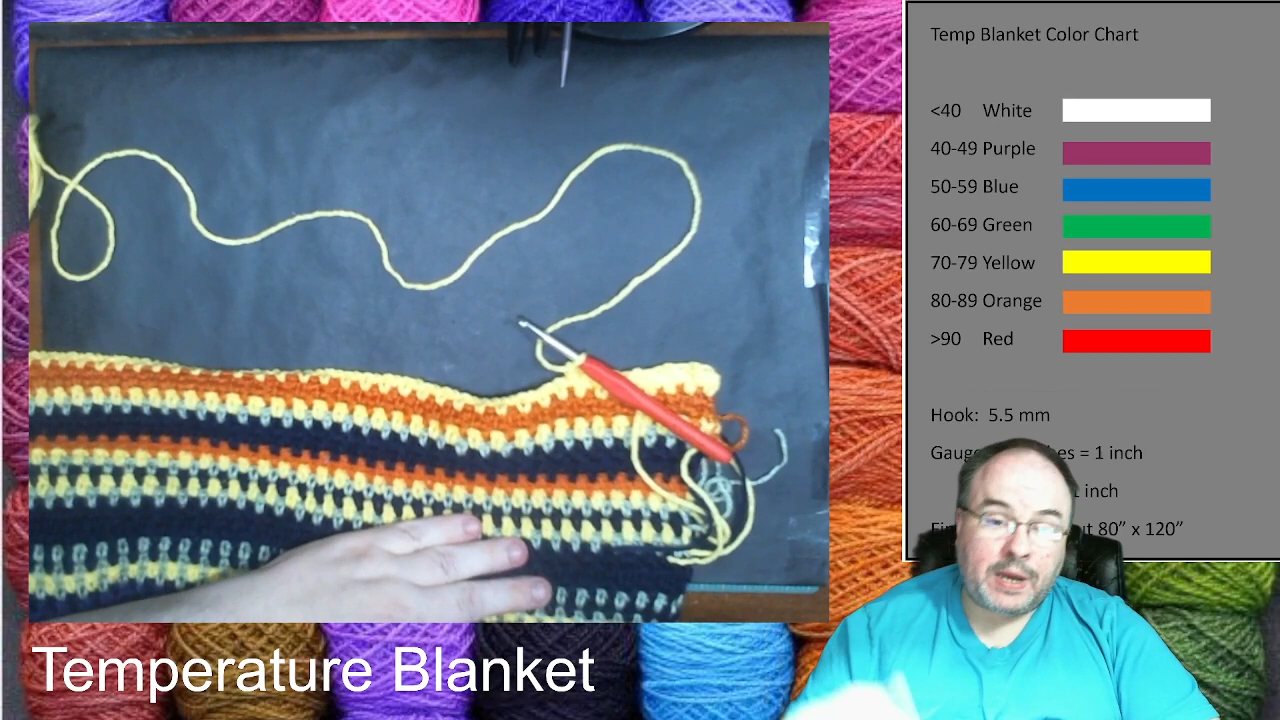 Temp Blanket Color Chart
<40 White
40-49 Purple
50-59 Blue
60-69 Green
70-79 Yellow
80-89 Orange
>90 Red
Hook: 5.5 mm
= 1 inch
inch
80” x 120”
Temperature Blanket